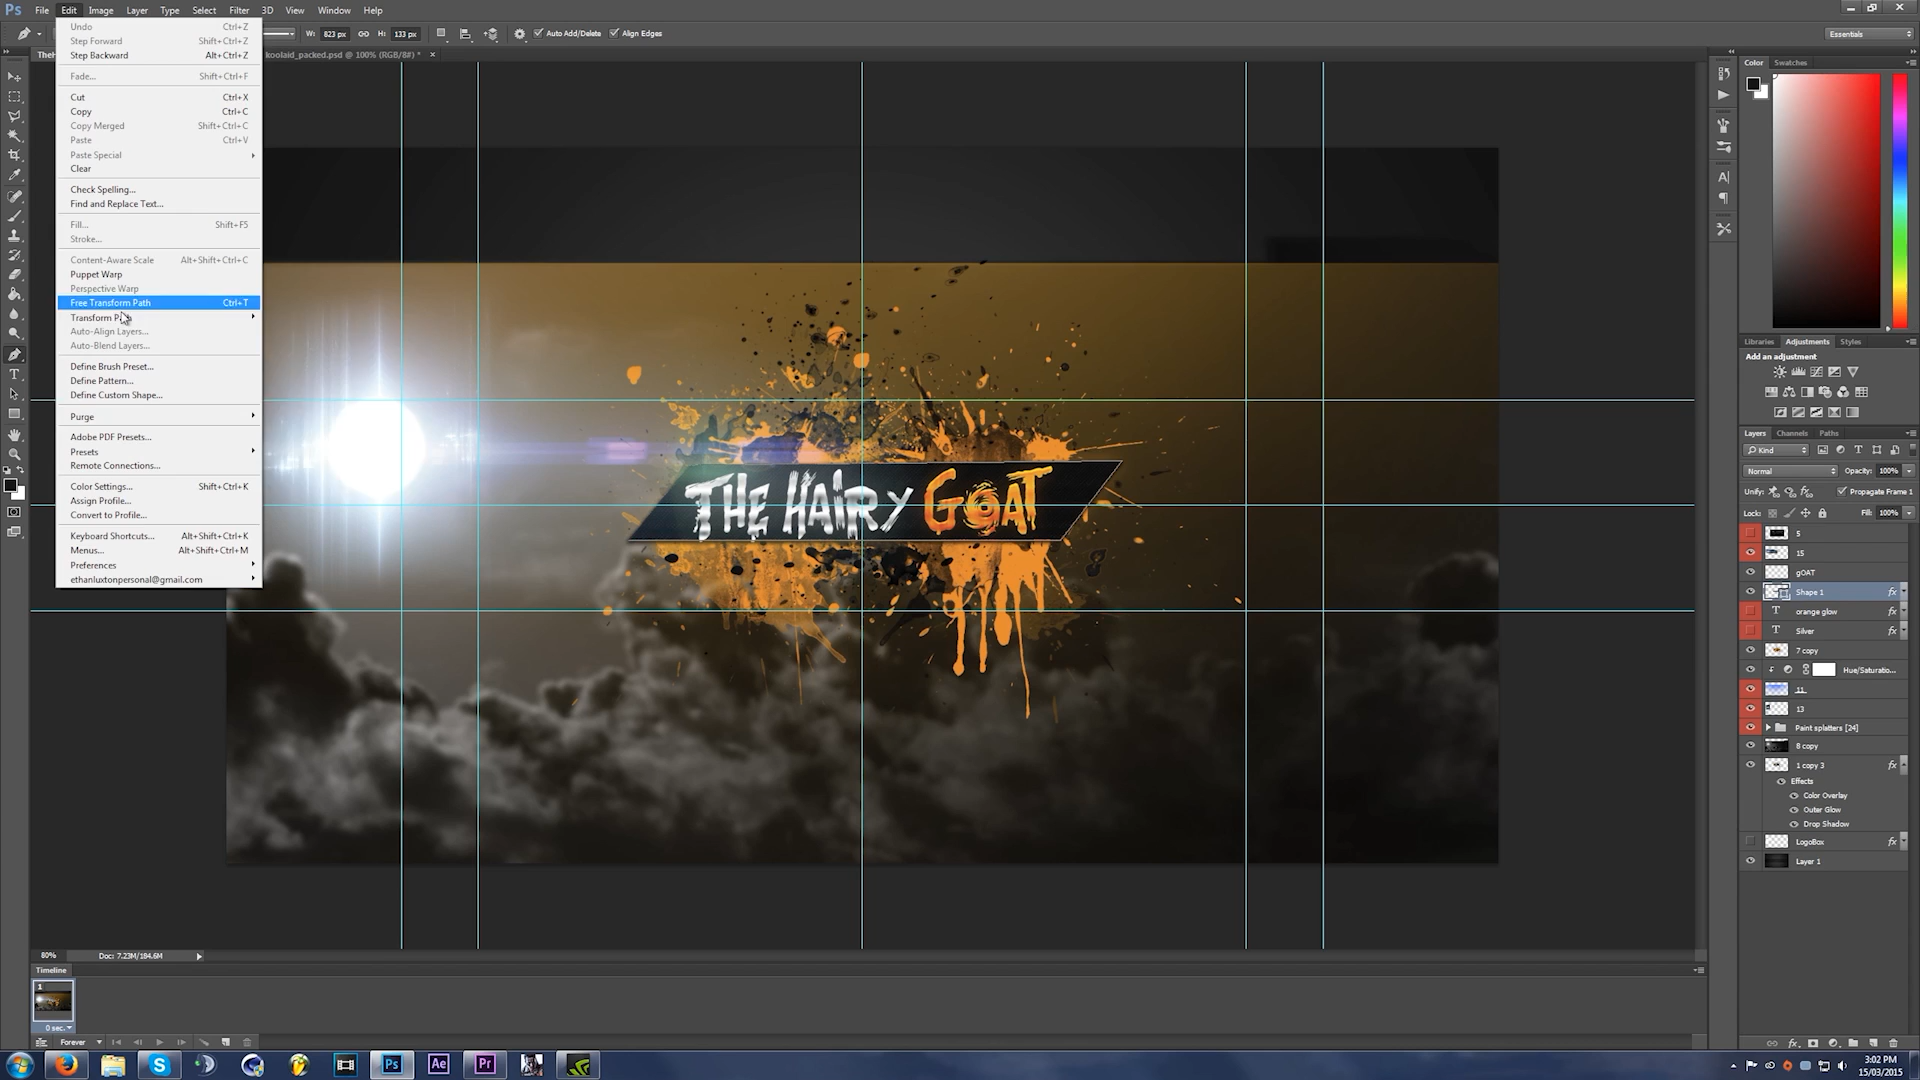 Ps File Edit Image Layer Type Select Filter 3D View Window Help
W: 823 px H: 133 px Auto Add/Delete Align Edges Essentials
koolaid_packed.psd @ 100% (RGB/8#) *
Undo Ctrl+Z
Step Forward Shift+Ctrl+Z
Step Backward Alt+Ctrl+Z
Fade... Shift+Ctrl+F
Cut Ctrl+X
Copy Ctrl+C
Copy Merged Shift+Ctrl+C
Paste Ctrl+V
Paste Special
Clear
Check Spelling...
Find and Replace Text...
Fill... Shift+F5
Stroke...
Content-Aware Scale Alt+Shift+Ctrl+C
Puppet Warp
Perspective Warp
Free Transform Path Ctrl+T
Transform Path
Auto-Align Layers...
Auto-Blend Layers...
Define Brush Preset...
Define Pattern...
Define Custom Shape...
Purge
Adobe PDF Presets...
Presets
Remote Connections...
Color Settings... Shift+Ctrl+K
Assign Profile...
Convert to Profile...
Keyboard Shortcuts... Alt+Shift+Ctrl+K
Menus... Alt+Shift+Ctrl+M
Preferences
ethanluxtonpersonal@gmail.com
THE HAIRY GOAT
Color Swatches
Libraries Adjustments Styles
Add an adjustment
Layers Channels Paths
Kind
Normal Opacity: 100%
Unify: Propagate Frame 1
Lock: Fill: 100%
5
15
gOAT
Shape 1 fx
T orange glow fx
T Silver fx
7 copy
Hue/Saturatio...
11
13
Paint splatters [24]
8 copy
1 copy 3 fx
Effects
Color Overlay
Outer Glow
Drop Shadow
LogoBox fx
Layer 1
80% Doc: 7.23M/184.6M
Timeline
1
0 sec.
Forever
Ps Ae Pr
3:02 PM
15/03/2015